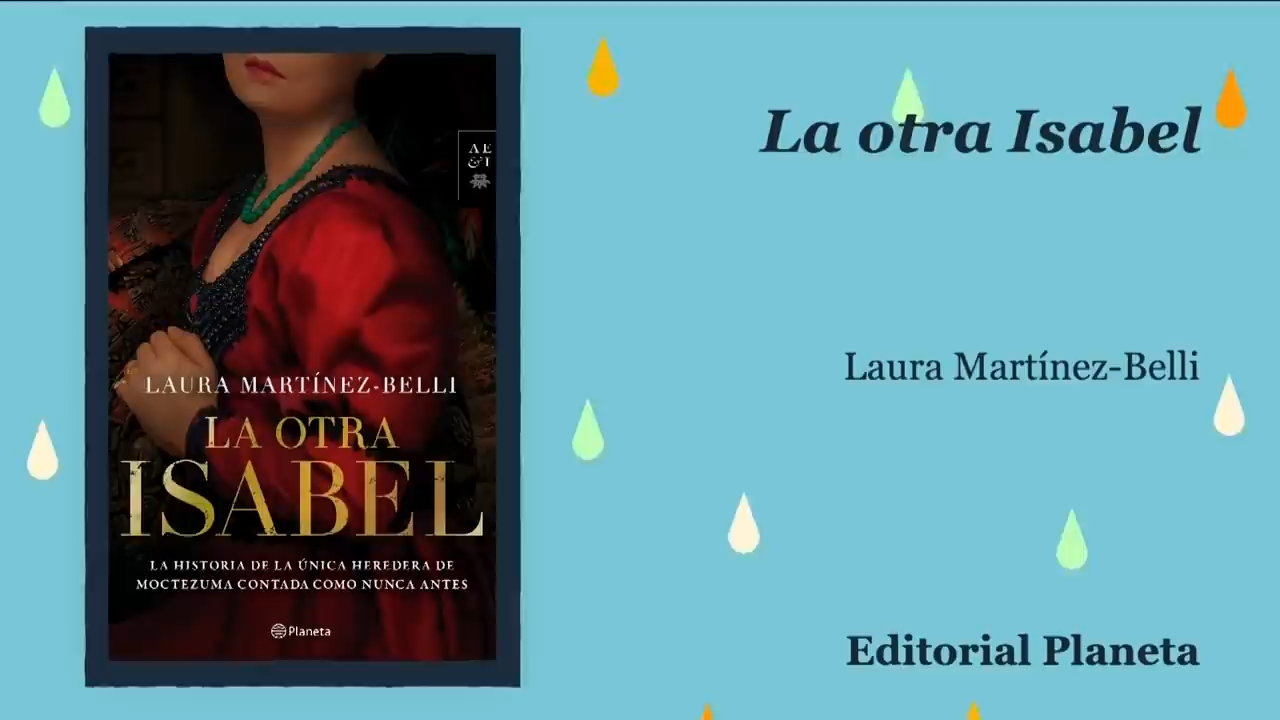 AE
&I
LAURA MARTÍNEZ-BELLI
LA OTRA
ISABEL
LA HISTORIA DE LA ÚNICA HEREDERA DE
MOCTEZUMA CONTADA COMO NUNCA ANTES
Planeta
La otra Isabel
Laura Martínez-Belli
Editorial Planeta